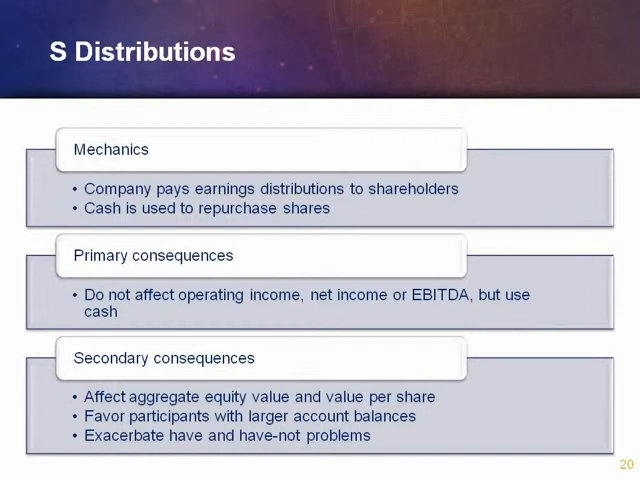 S Distributions
Mechanics
• Company pays earnings distributions to shareholders
• Cash is used to repurchase shares
Primary consequences
• Do not affect operating income, net income or EBITDA, but use
cash
Secondary consequences
• Affect aggregate equity value and value per share
• Favor participants with larger account balances
• Exacerbate have and have-not problems
20